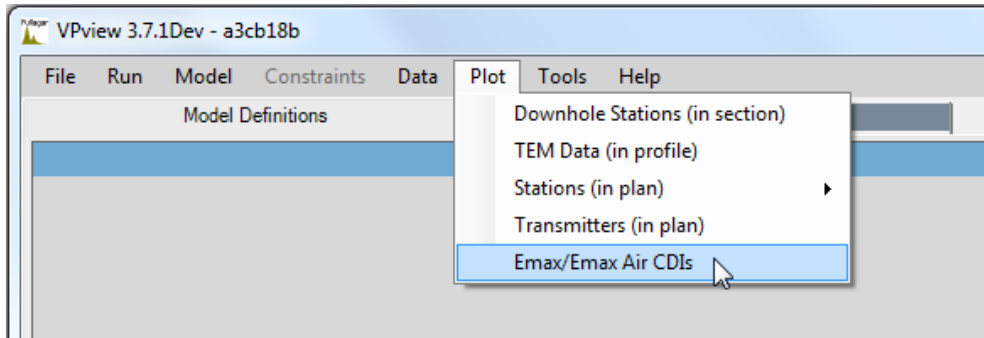 VPview 3.7.1Dev - a3cb18b
File Run Model Constraints Data Plot Tools Help
Model Definitions
Downhole Stations (in section)
TEM Data (in profile)
Stations (in plan)
Transmitters (in plan)
Emax/Emax Air CDIs